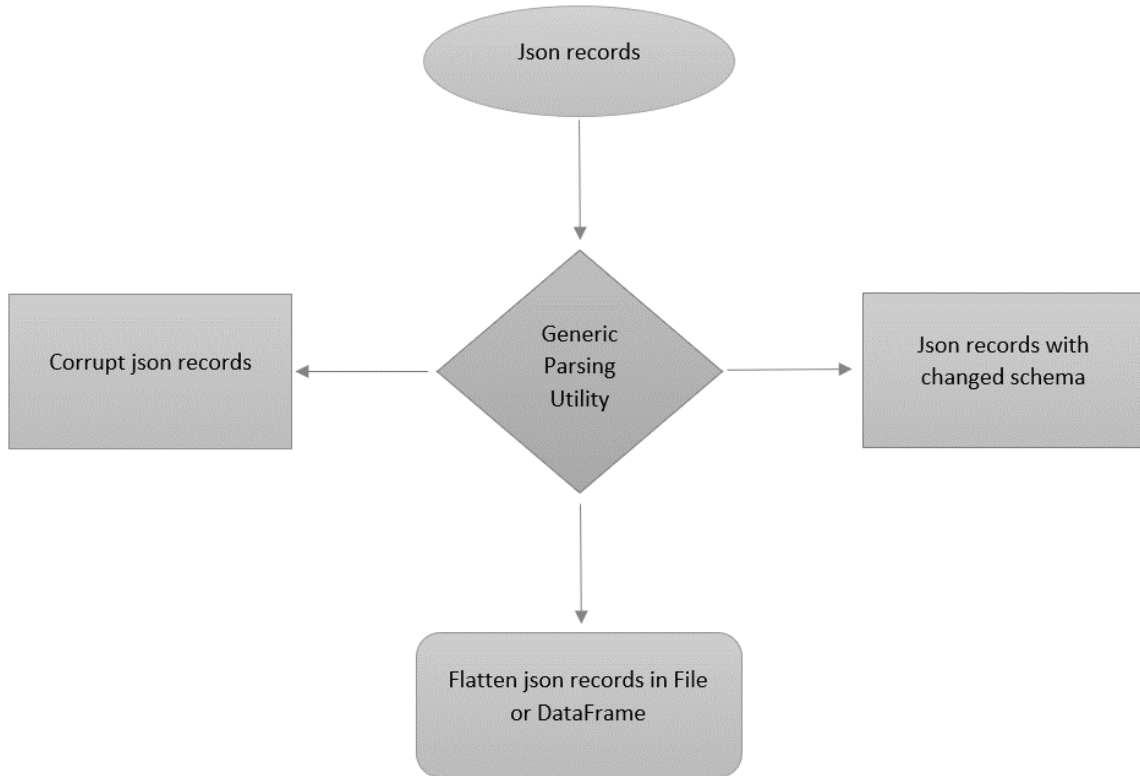 Json records
Generic
Parsing
Utility
Corrupt json records
Json records with
changed schema
Flatten json records in File
or DataFrame